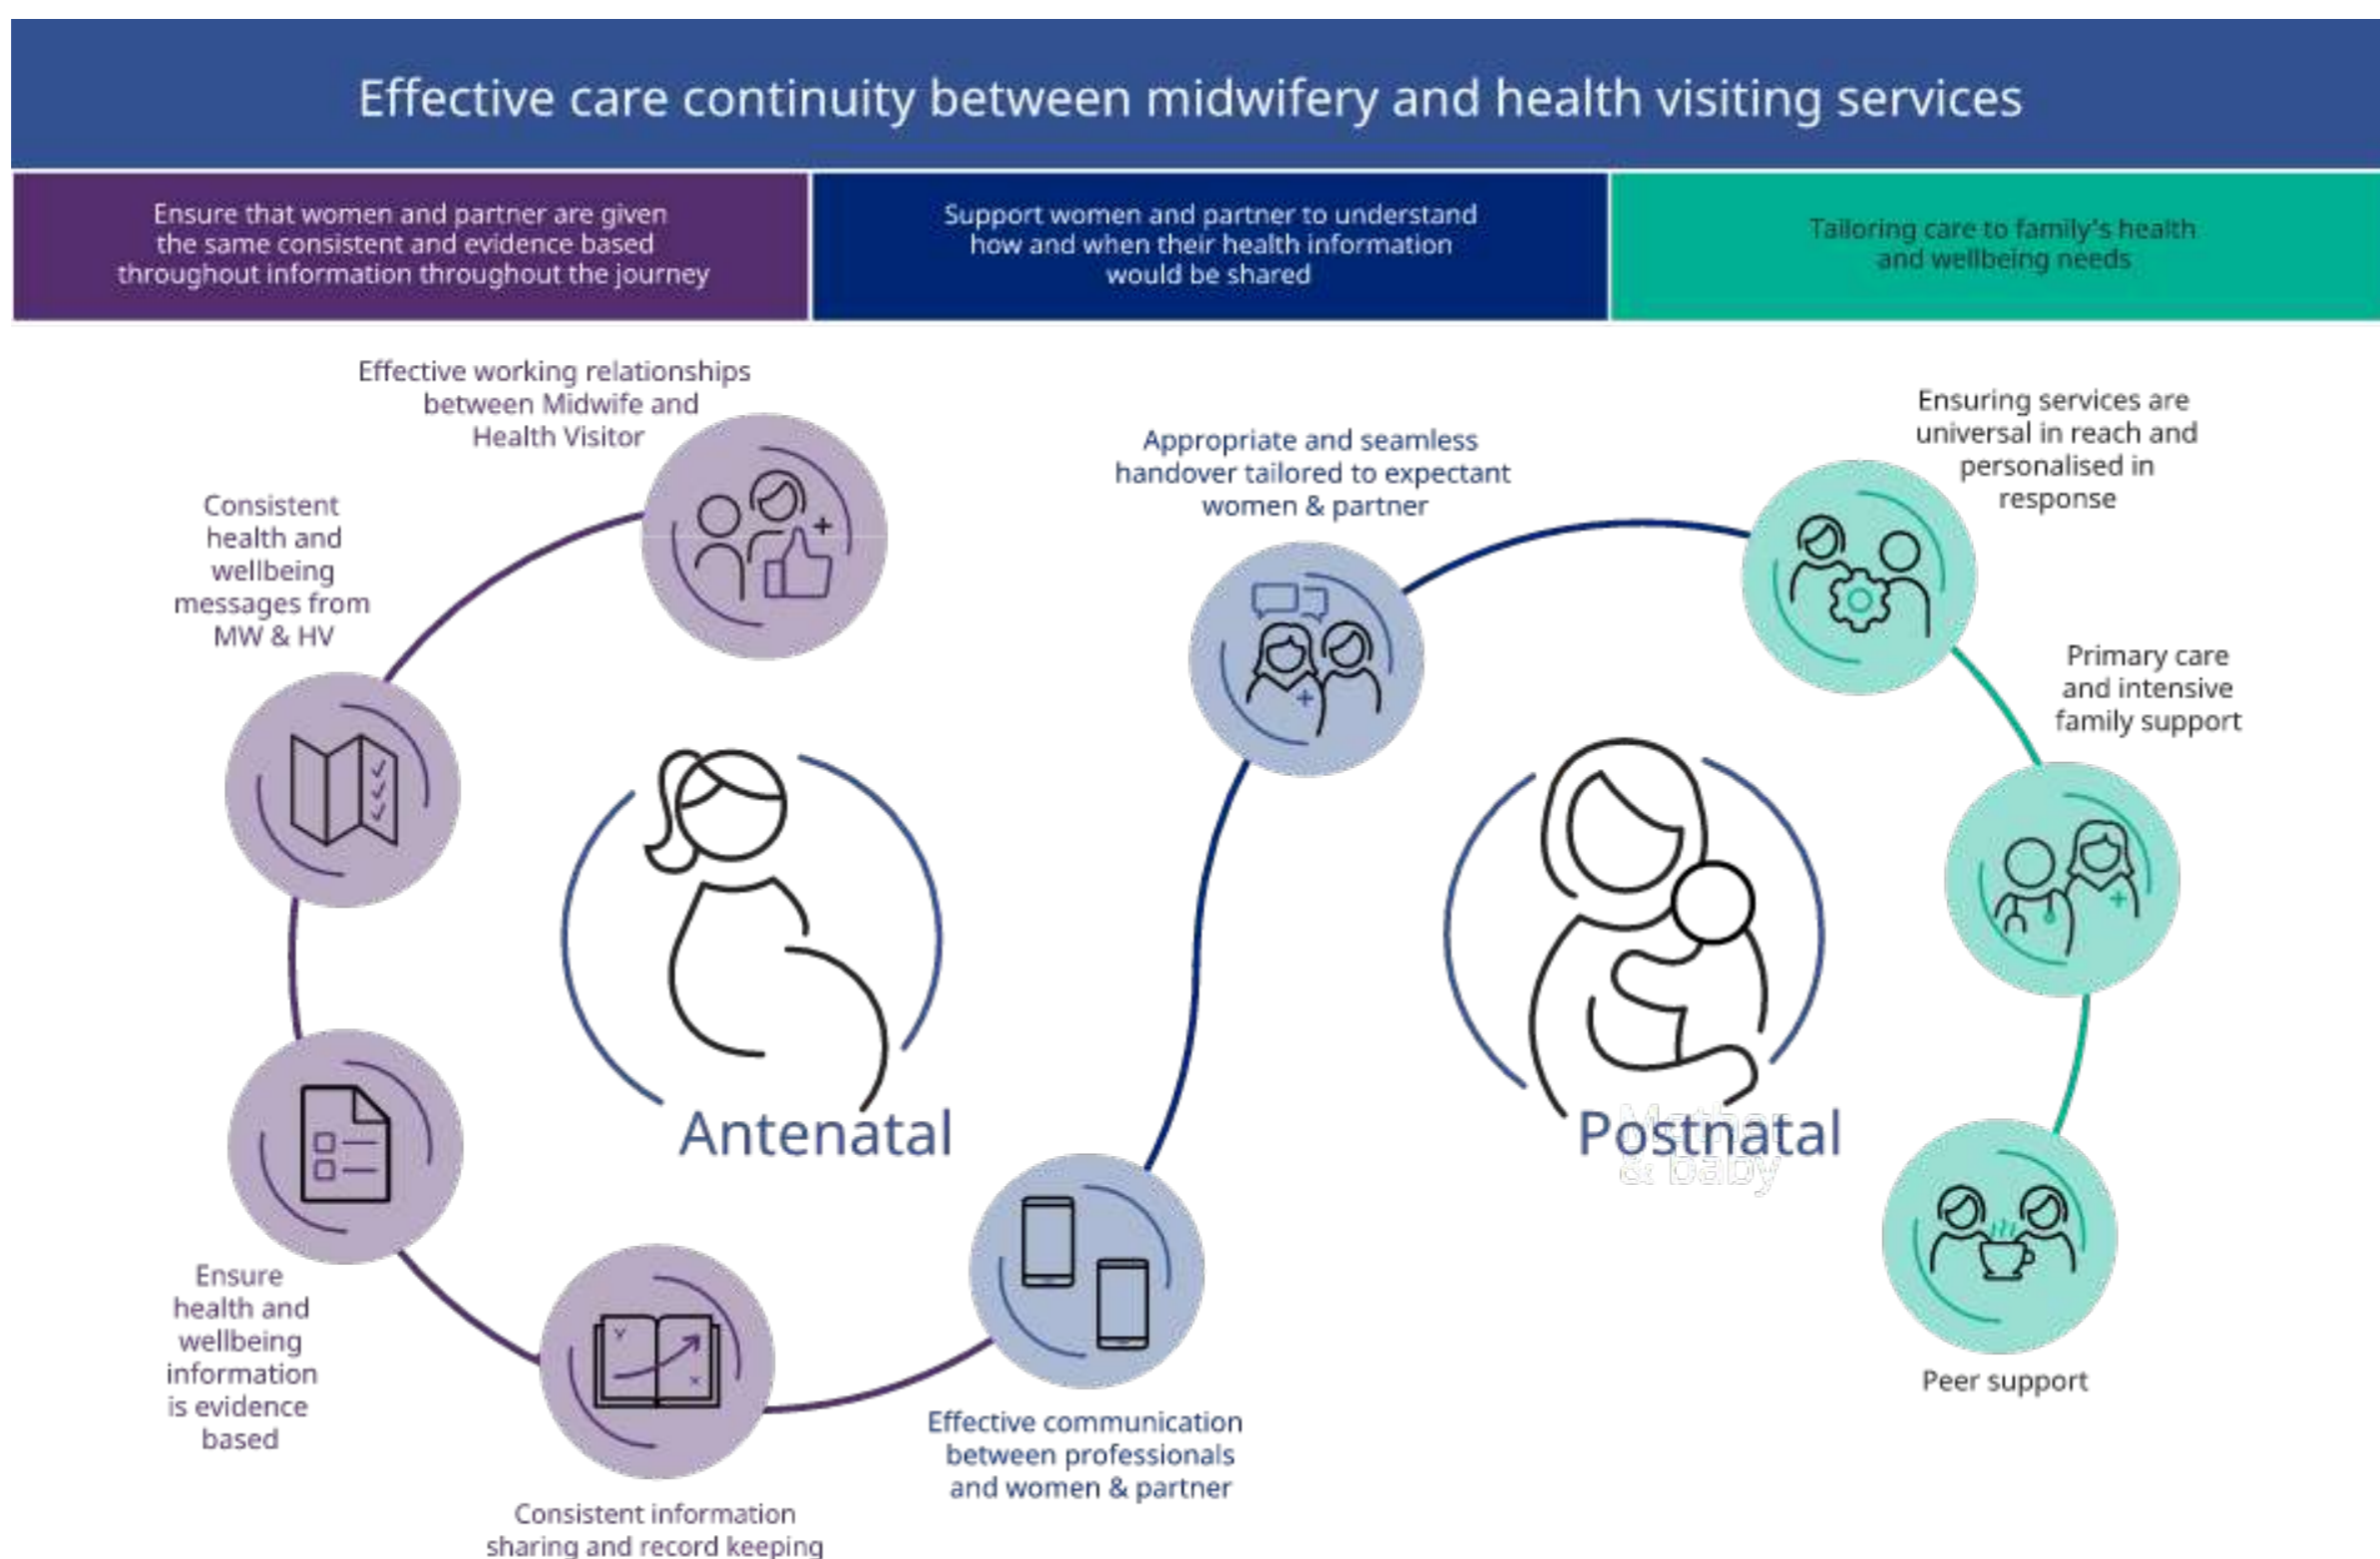 Effective care continuity between midwifery and health visiting services
Ensure that women and partner are given
the same consistent and evidence based
throughout information throughout the journey
Support women and partner to understand
how and when their health information
would be shared
Tailoring care to family's health
and wellbeing needs
Effective working relationships
between Midwife and
Health Visitor
Consistent
health and
wellbeing
messages from
MW & HV
Ensure
health and
wellbeing
information
is evidence
based
Consistent information
sharing and record keeping
Antenatal
Effective communication
between professionals
and women & partner
Appropriate and seamless
handover tailored to expectant
women & partner
Postnatal
Mother
& baby
Ensuring services are
universal in reach and
personalised in
response
Primary care
and intensive
family support
Peer support